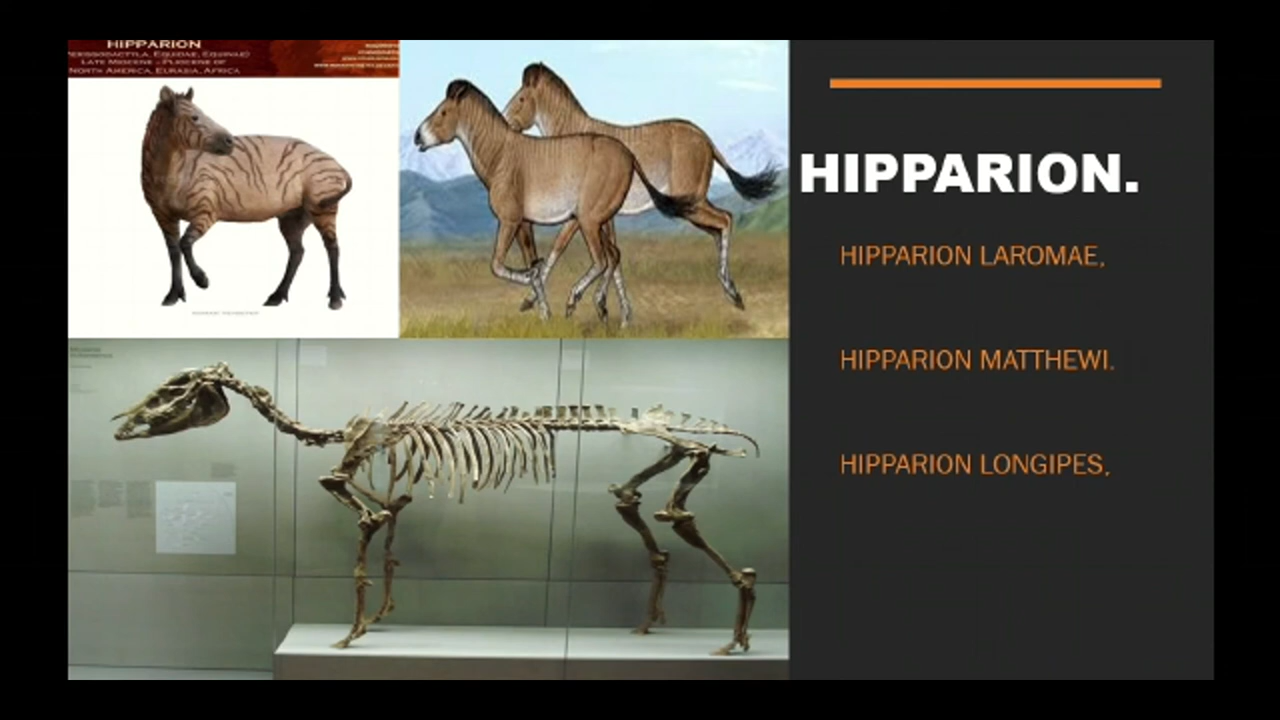 HIPPARION
(PERISSODACTYLA, EQUIDAE, EQUINAE)
LATE MIOCENE - PLIOCENE OF
NORTH AMERICA, EURASIA, AFRICA
HIPPARION.
HIPPARION LAROMAE,
HIPPARION MATTHEWI.
HIPPARION LONGIPES,